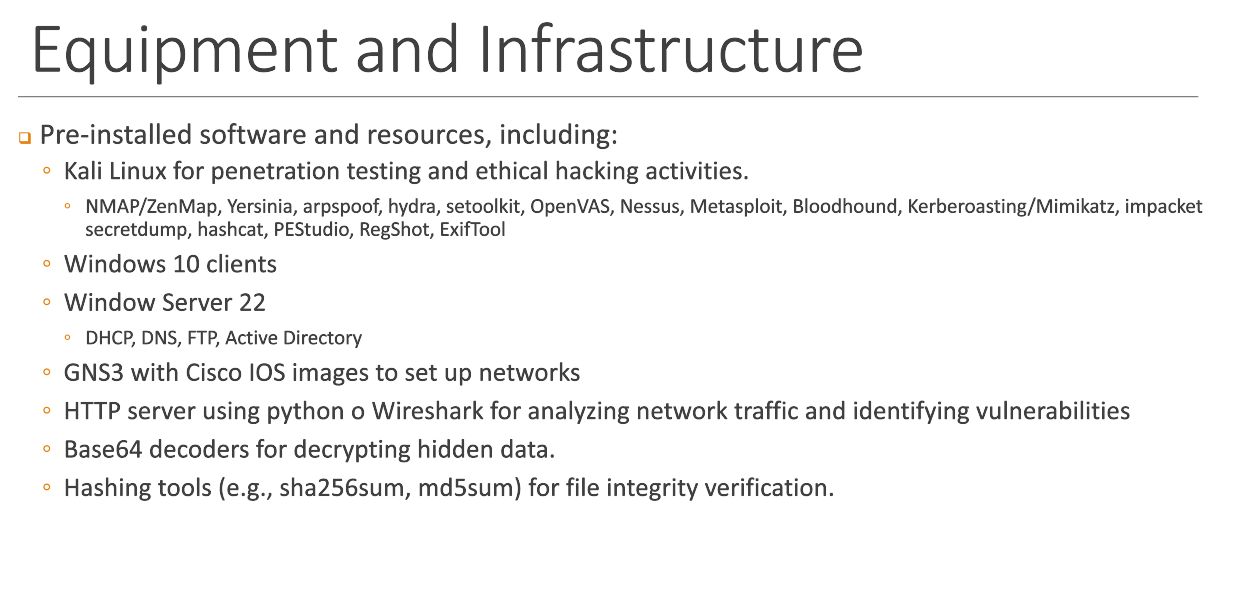 Equipment and Infrastructure
Pre-installed software and resources, including:
Kali Linux for penetration testing and ethical hacking activities.
NMAP/ZenMap, Yersinia, arpspoof, hydra, setoolkit, OpenVAS, Nessus, Metasploit, Bloodhound, Kerberoasting/Mimikatz, impacket
secretdump, hashcat, PEStudio, RegShot, ExifTool
Windows 10 clients
Window Server 22
DHCP, DNS, FTP, Active Directory
GNS3 with Cisco IOS images to set up networks
HTTP server using python o Wireshark for analyzing network traffic and identifying vulnerabilities
Base64 decoders for decrypting hidden data.
Hashing tools (e.g., sha256sum, md5sum) for file integrity verification.